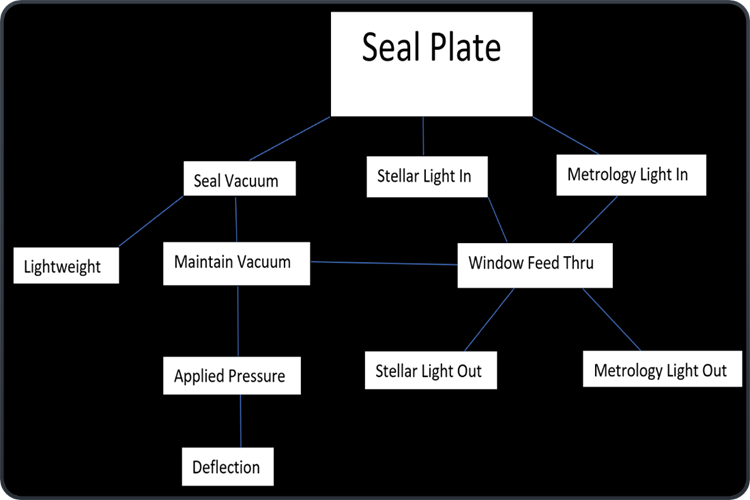 Seal Plate
Seal Vacuum
Stellar Light In
Metrology Light In
Lightweight
Maintain Vacuum
Window Feed Thru
Applied Pressure
Stellar Light Out
Metrology Light Out
Deflection